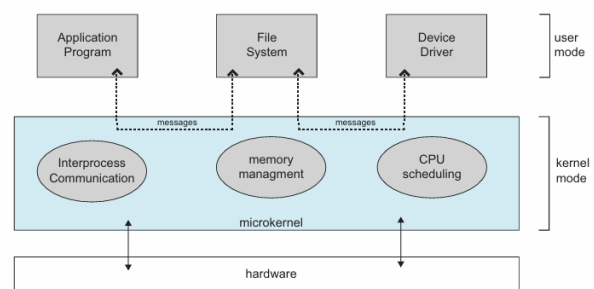 Application
Program
File
System
Device
Driver
user
mode
messages
messages
Interprocess
Communication
memory
managment
CPU
scheduling
kernel
mode
microkernel
hardware